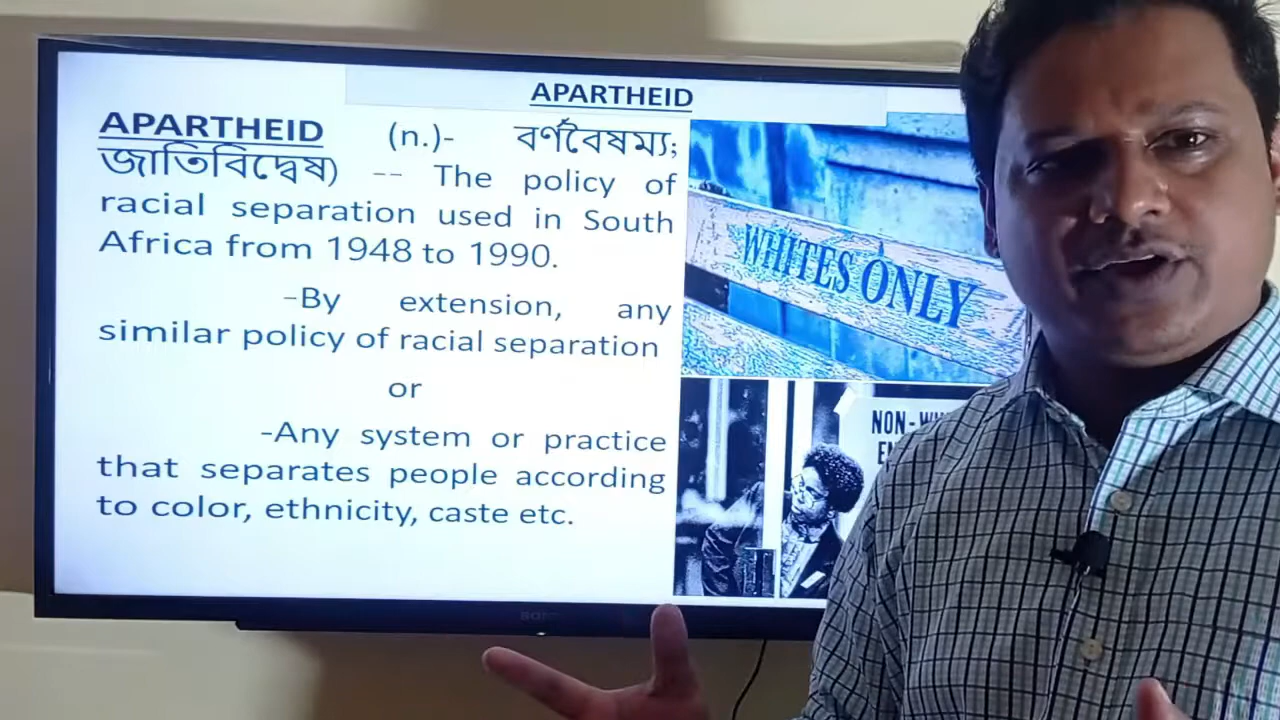 APARTHEID
APARTHEID (n.)- বর্ণবৈষম্য;
জাতিবিদ্বেষ) -- The policy of
racial separation used in South
Africa from 1948 to 1990.
-By extension, any
similar policy of racial separation
or
-Any system or practice
that separates people according
to color, ethnicity, caste etc.
WHITES ONLY
NON-
SONY